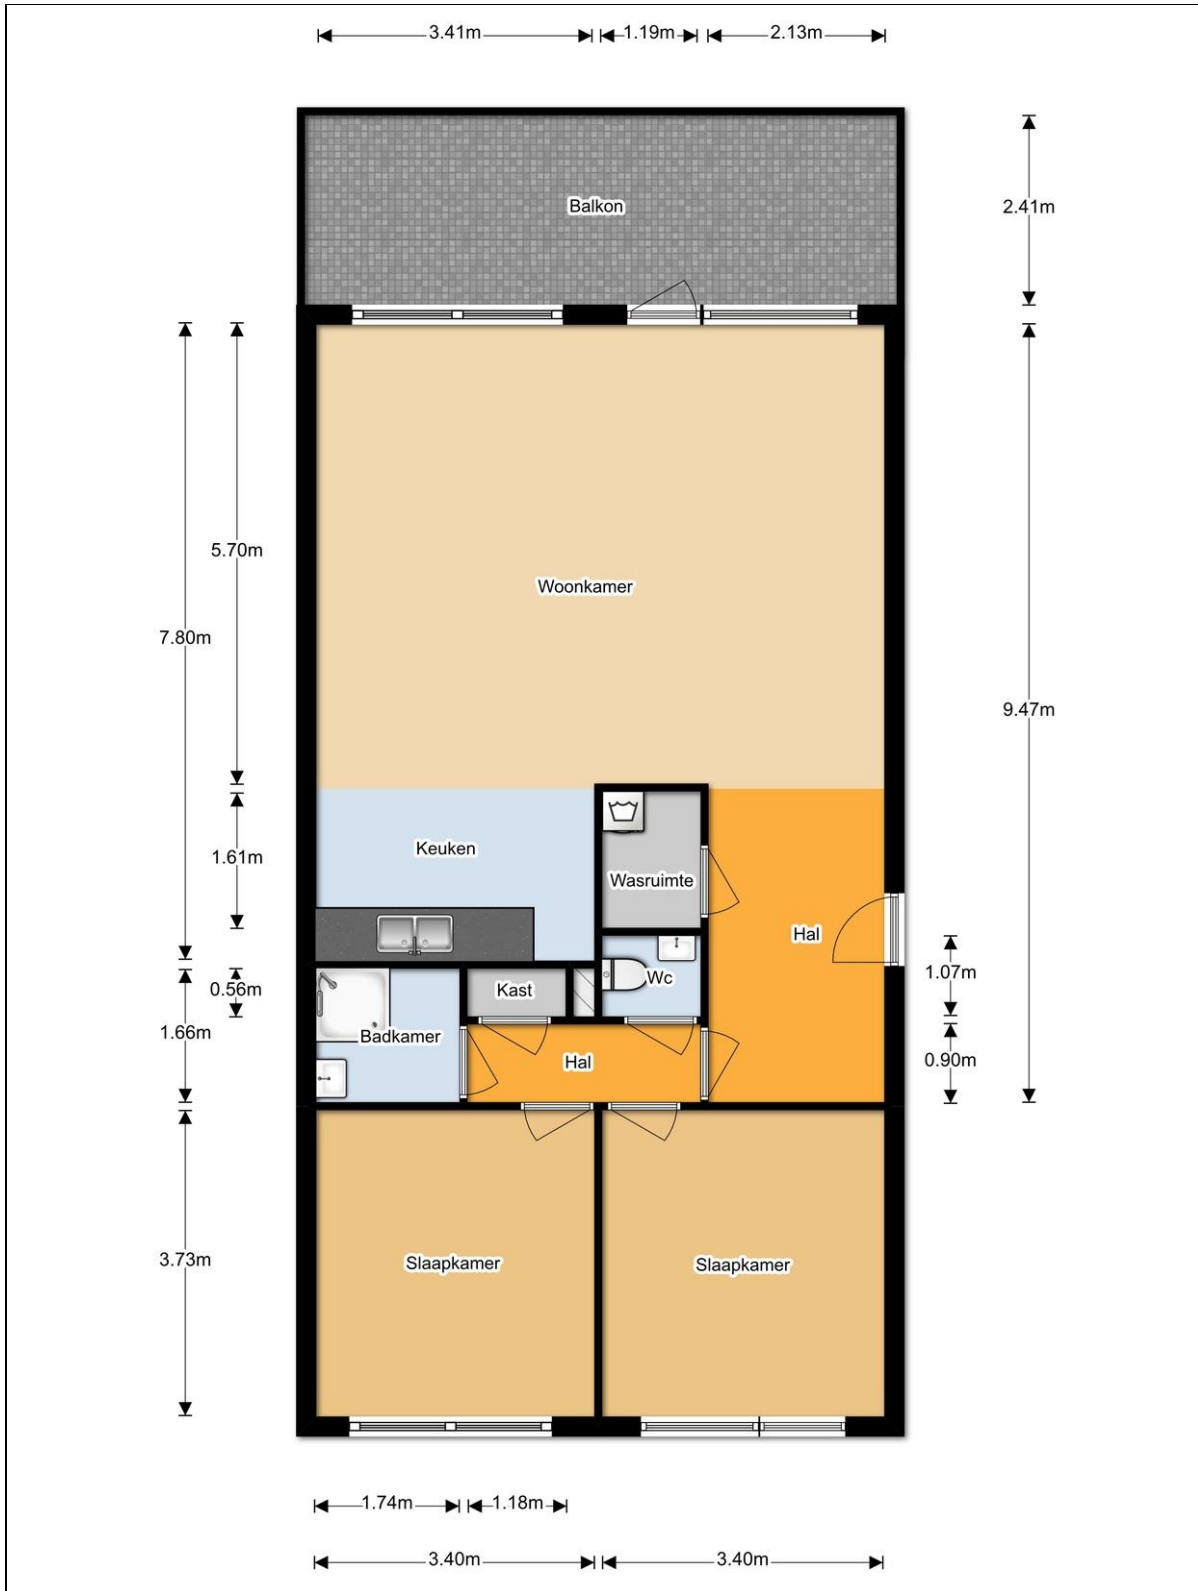 3.41m 1.19m 2.13m
Balkon
2.41m
5.70m
Woonkamer
7.80m
9.47m
Keuken
1.61m
Wasruimte
Hal
1.07m
Wc
0.56m
Kast
1.66m
Badkamer
Hal
0.90m
3.73m
Slaapkamer
Slaapkamer
1.74m 1.18m
3.40m 3.40m